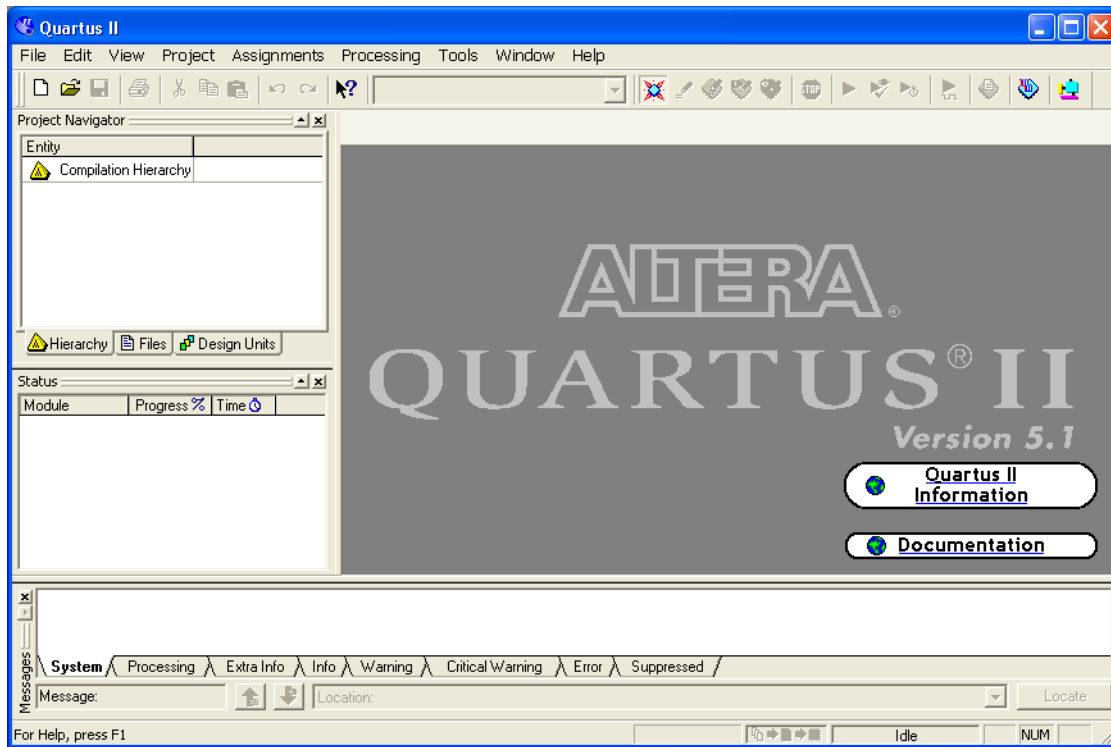 Quartus II
File Edit View Project Assignments Processing Tools Window Help
STOP
Project Navigator
Entity
Compilation Hierarchy
Hierarchy Files Design Units
Status
Module Progress % Time
ALTERA®
QUARTUS® II
Version 5.1
Quartus II
Information
Documentation
Messages
System Processing Extra Info Info Warning Critical Warning Error Suppressed
Message: Location: Locate
For Help, press F1 Idle NUM